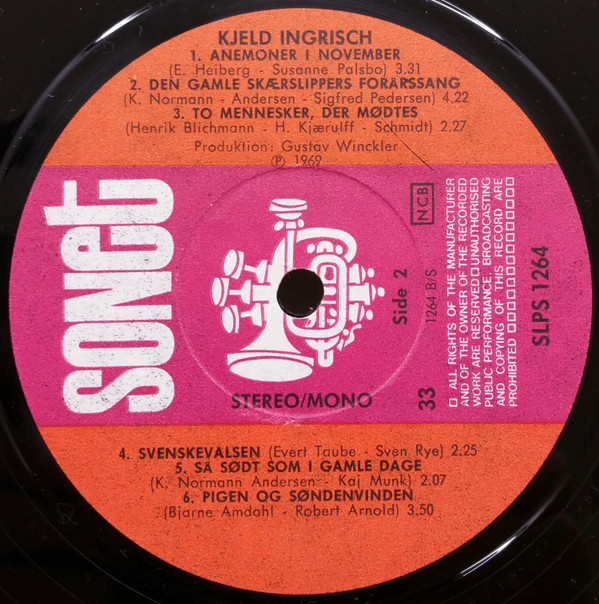 KJELD INGRISCH
1. ANEMONER I NOVEMBER
(E. Heiberg - Susanne Palsbo) 3.31
2. DEN GAMLE SKÆRSLIPPERS FORÅRSSANG
(K. Normann - Andersen - Sigfred Pedersen) 4.22
3. TO MENNESKER, DER MØDTES
(Henrik Blichmann - H. Kjærulff - Schmidt) 2.27
Produktion: Gustav Winckler
Ⓟ 1969
SONET
STEREO/MONO
Side 2
1264 B/S
NCB
33
□ ALL RIGHTS OF THE MANUFACTURER
AND OF THE OWNER OF THE RECORDED
WORK ARE RESERVED □ UNAUTHORISED
PUBLIC PERFORMANCE, BROADCASTING
AND COPYING OF THIS RECORD ARE
PROHIBITED □□□□□□□□□□□□□□
SLPS 1264
4. SVENSKEVALSEN (Evert Taube - Sven Rye) 2.25
5. SÅ SØDT SOM I GAMLE DAGE
(K. Normann Andersen - Kaj Munk) 2.07
6. PIGEN OG SØNDENVINDEN
(Bjarne Amdahl - Robert Arnold) 3.50